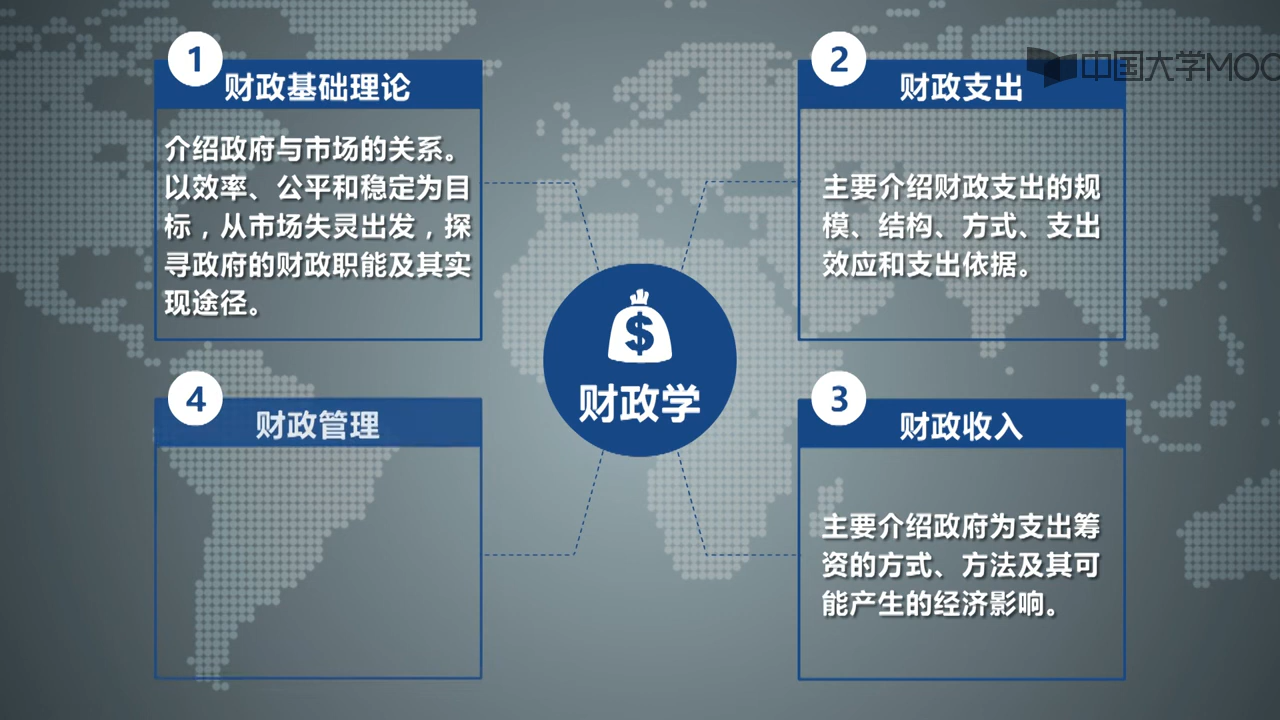 1
财政基础理论
介绍政府与市场的关系。
以效率、公平和稳定为目
标，从市场失灵出发，探
寻政府的财政职能及其实
现途径。
2
财政支出
中国大学MOO
主要介绍财政支出的规
模、结构、方式、支出
效应和支出依据。
$
财政学
4
财政管理
3
财政收入
主要介绍政府为支出筹
资的方式、方法及其可
能产生的经济影响。